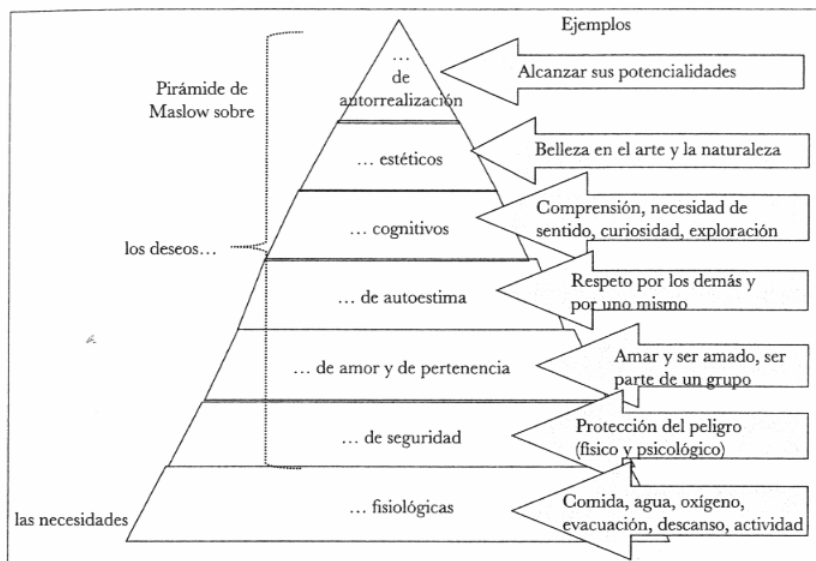 Ejemplos
Pirámide de
Maslow sobre
los deseos…
las necesidades
…
de
autorrealización
Alcanzar sus potencialidades
… estéticos
Belleza en el arte y la naturaleza
… cognitivos
Comprensión, necesidad de
sentido, curiosidad, exploración
… de autoestima
Respeto por los demás y
por uno mismo
… de amor y de pertenencia
Amar y ser amado, ser
parte de un grupo
… de seguridad
Protección del peligro
(físico y psicológico)
… fisiológicas
Comida, agua, oxígeno,
evacuación, descanso, actividad